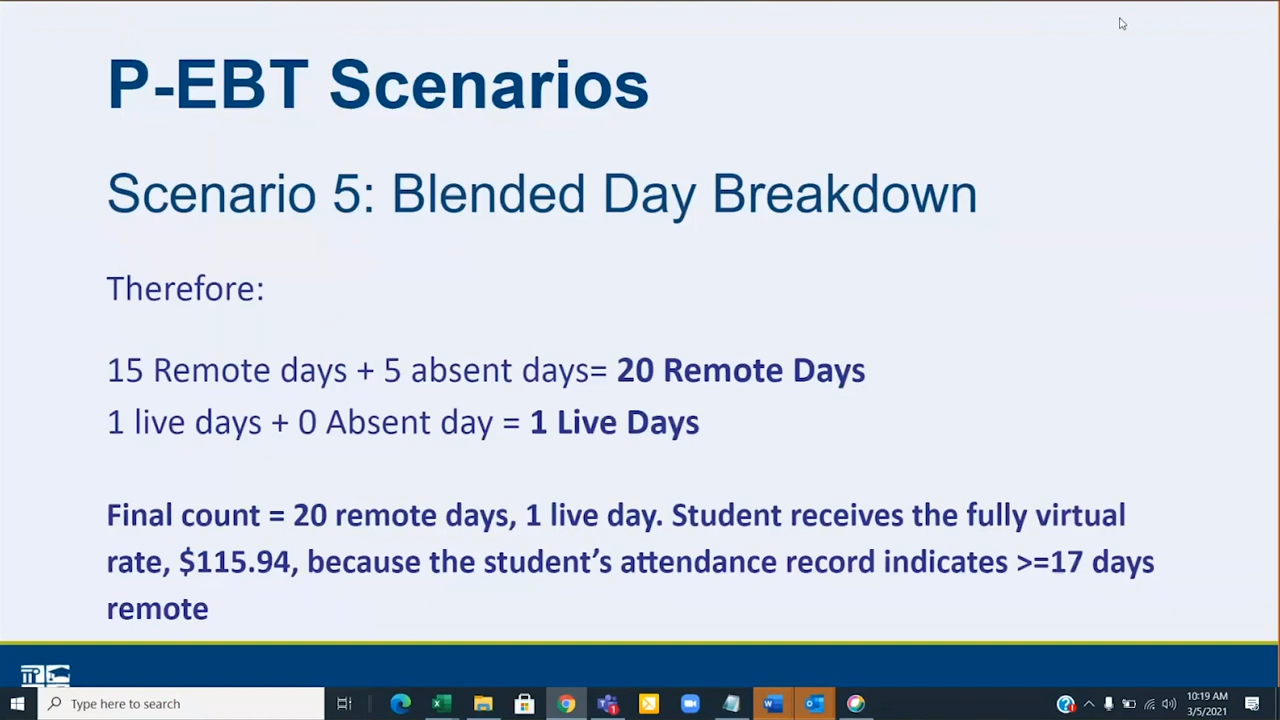 P-EBT Scenarios
Scenario 5: Blended Day Breakdown
Therefore:
15 Remote days + 5 absent days= 20 Remote Days
1 live days + 0 Absent day = 1 Live Days
Final count = 20 remote days, 1 live day. Student receives the fully virtual
rate, $115.94, because the student’s attendance record indicates >=17 days
remote
Type here to search
10:19 AM
3/5/2021